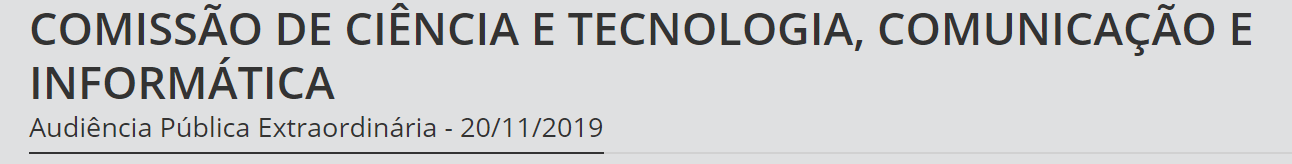 COMISSÃO DE CIÊNCIA E TECNOLOGIA, COMUNICAÇÃO E
INFORMÁTICA
Audiência Pública Extraordinária - 20/11/2019